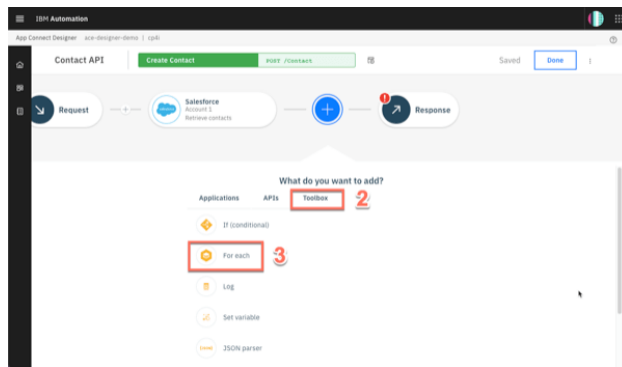 IBM Automation
App Connect Designer ace-designer-demo | cp4i
Contact API
Create Contact
POST /Contact
Saved
Done
Request
Salesforce
Account 1
Retrieve contacts
Response
What do you want to add?
Applications APIs Toolbox 2
If (conditional)
For each 3
Log
Set variable
JSON parser